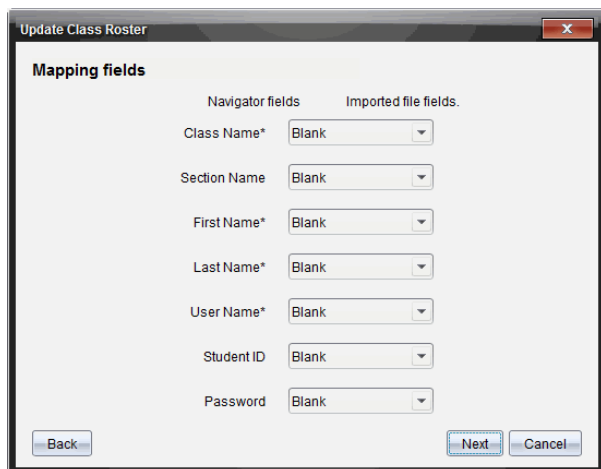 Update Class Roster
X
Mapping fields
Navigator fields Imported file fields.
Class Name* Blank
Section Name Blank
First Name* Blank
Last Name* Blank
User Name* Blank
Student ID Blank
Password Blank
Back Next Cancel